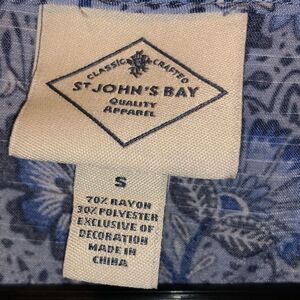 CLASSIC CRAFTED
ST JOHN'S BAY
QUALITY
APPAREL
S
70% RAYON
30% POLYESTER
EXCLUSIVE OF
DECORATION
MADE IN
CHINA